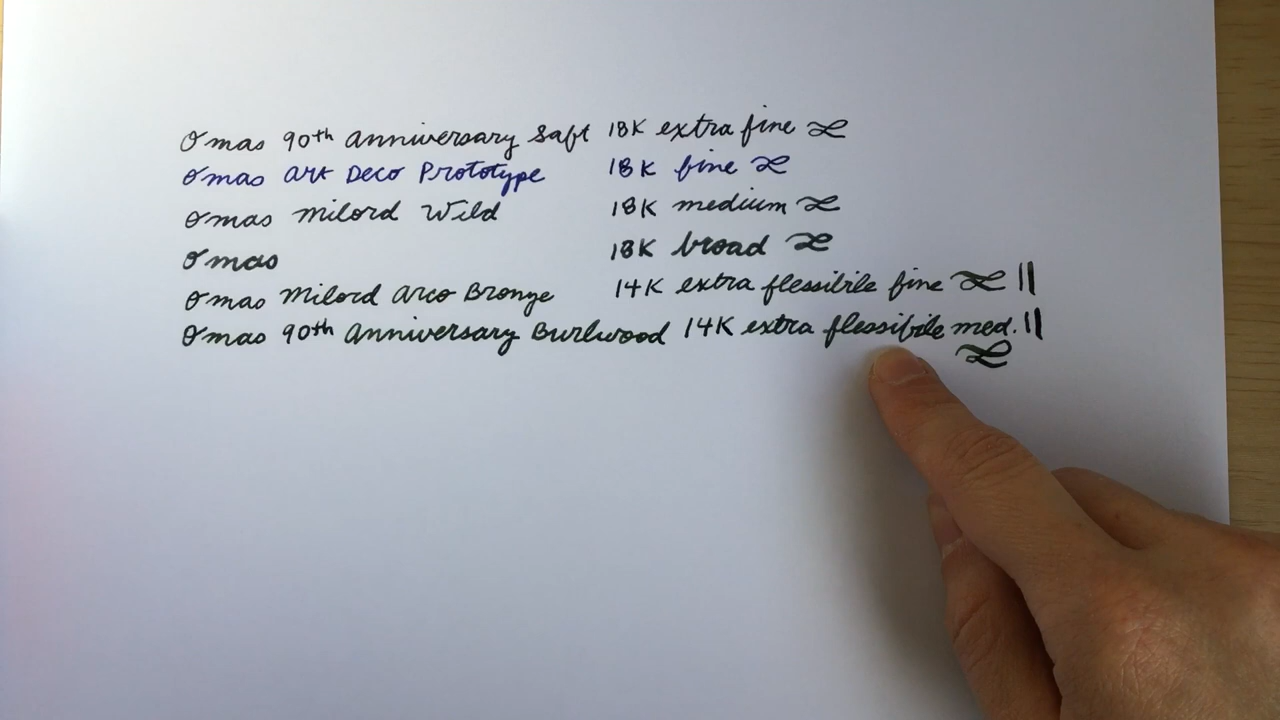 Omas 90th Anniversary Saft 18K extra fine
Omas Art Deco Prototype 18K fine
Omas Milord Wild 18K medium
Omas 18K broad
Omas Milord Arco Bronze 14K extra flessibile fine
Omas 90th Anniversary Burlwood 14K extra flessibile med.